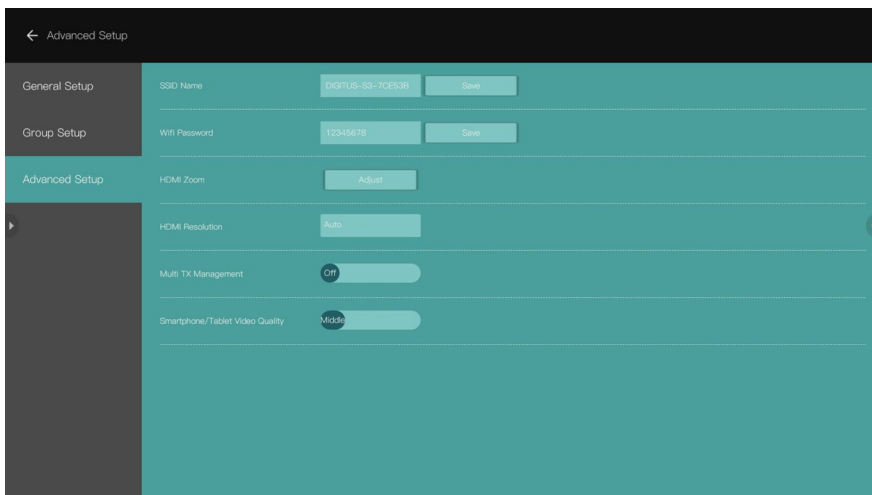 Advanced Setup
General Setup
Group Setup
Advanced Setup
SSID Name DIGITUS-S3-7CE53B Save
Wifi Password 12345678 Save
HDMI Zoom Adjust
HDMI Resolution Auto
Multi TX Management Off
Smartphone/Tablet Video Quality Middle